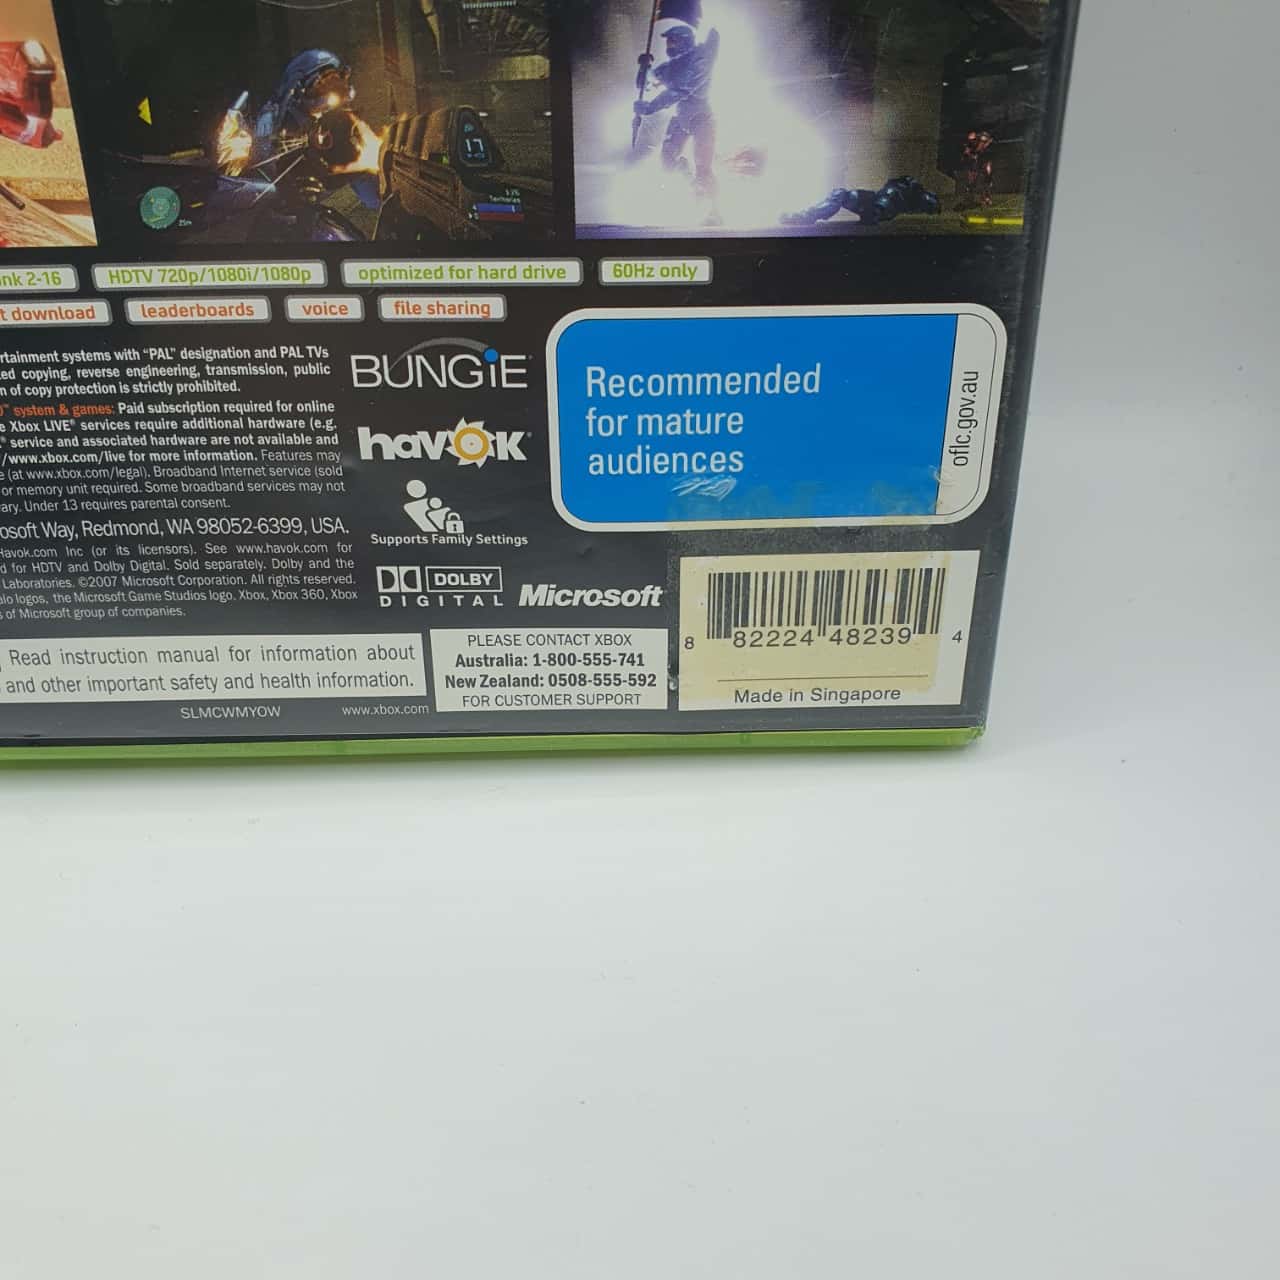 17
25m
Territories
nk 2-16
HDTV 720p/1080i/1080p
optimized for hard drive
60Hz only
t download
leaderboards
voice
file sharing
rtainment systems with “PAL” designation and PAL TVs
ed copying, reverse engineering, transmission, public
n of copy protection is strictly prohibited.
system & games: Paid subscription required for online
e Xbox LIVE® services require additional hardware (e.g.
service and associated hardware are not available and
/www.xbox.com/live for more information. Features may
e (at www.xbox.com/legal). Broadband Internet service (sold
or memory unit required. Some broadband services may not
ary. Under 13 requires parental consent.
osoft Way, Redmond, WA 98052-6399, USA.
Havok.com Inc (or its licensors). See www.havok.com for
d for HDTV and Dolby Digital. Sold separately. Dolby and the
Laboratories. ©2007 Microsoft Corporation. All rights reserved.
alo logos, the Microsoft Game Studios logo, Xbox, Xbox 360, Xbox
s of Microsoft group of companies.
BUNGiE
havok
Supports Family Settings
DOLBY
DIGITAL
Microsoft
Recommended
for mature
audiences
oflc.gov.au
Read instruction manual for information about
and other important safety and health information.
SLMCWMYOW
www.xbox.com
PLEASE CONTACT XBOX
Australia: 1-800-555-741
New Zealand: 0508-555-592
FOR CUSTOMER SUPPORT
8 82224 48239 4
Made in Singapore